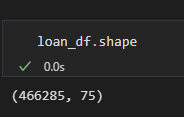 loan_df.shape
0.0s
(466285, 75)